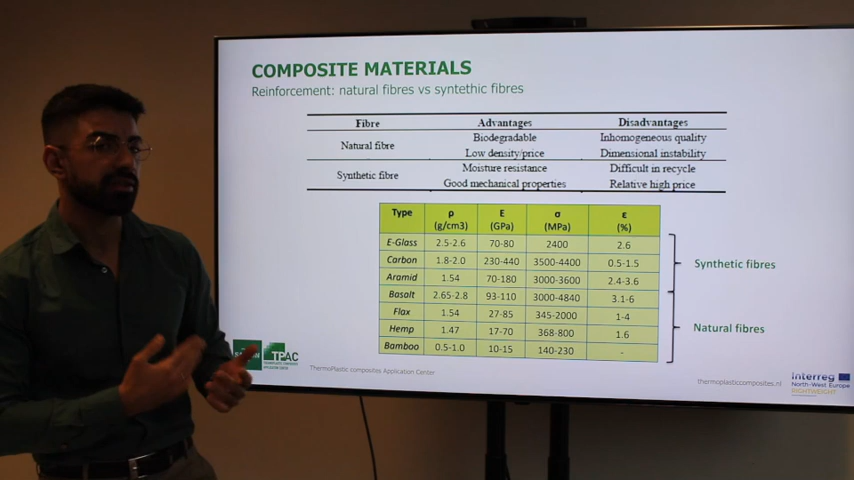 COMPOSITE MATERIALS
Reinforcement: natural fibres vs syntethic fibres
Fibre Advantages Disadvantages
Natural fibre Biodegradable Inhomogeneous quality
Low density/price Dimensional instability
Synthetic fibre Moisture resistance Difficult in recycle
Good mechanical properties Relative high price
Type ρ (g/cm3) E (GPa) σ (MPa) ε (%)
E-Glass 2.5-2.6 70-80 2400 2.6
Carbon 1.8-2.0 230-440 3500-4400 0.5-1.5
Aramid 1.54 70-180 3000-3600 2.4-3.6
Basalt 2.65-2.8 93-110 3000-4840 3.1-6
Flax 1.54 27-85 345-2000 1-4
Hemp 1.47 17-70 368-800 1.6
Bamboo 0.5-1.0 10-15 140-230 -
Synthetic fibres
Natural fibres
TPAC
ThermoPlastic composites Application Center
thermoplasticcomposites.nl
Interreg
North-West Europe